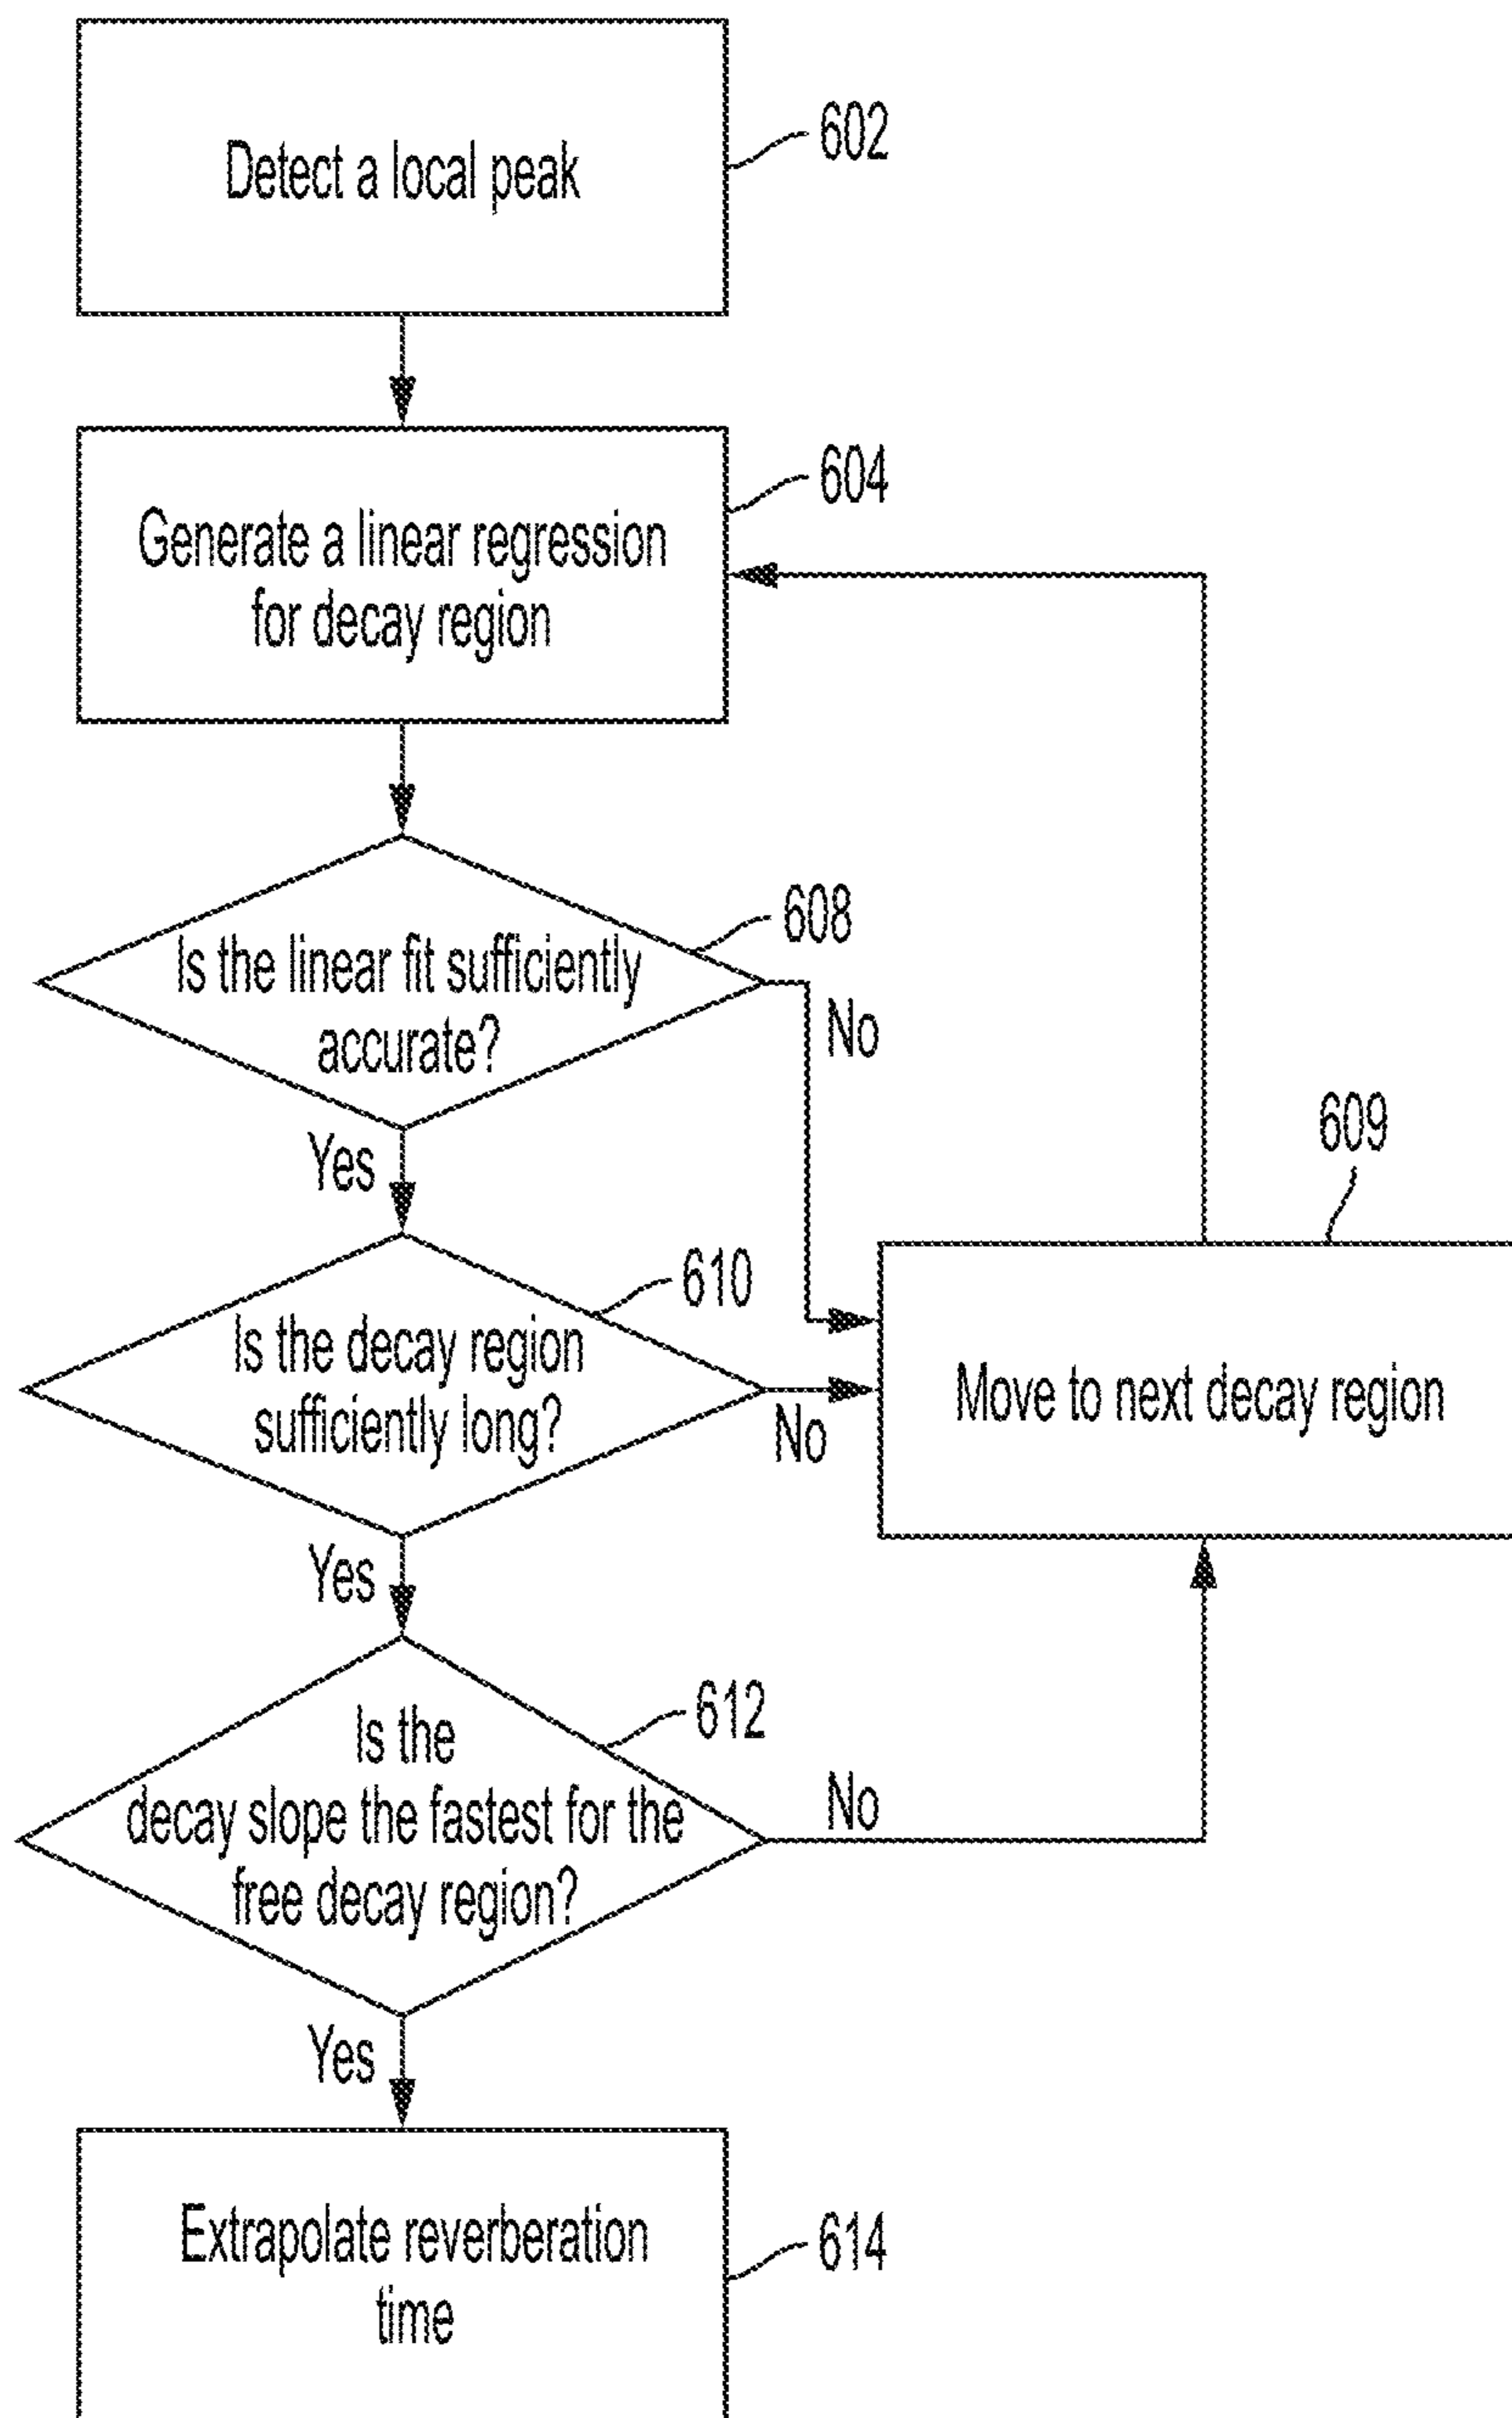 Detect a local peak
602
Generate a linear regression
for decay region
604
Is the linear fit sufficiently
accurate?
608
No
Yes
609
Move to next decay region
Is the decay region
sufficiently long?
610
No
Yes
Is the
decay slope the fastest for the
free decay region?
612
No
Yes
Extrapolate reverberation
time
614